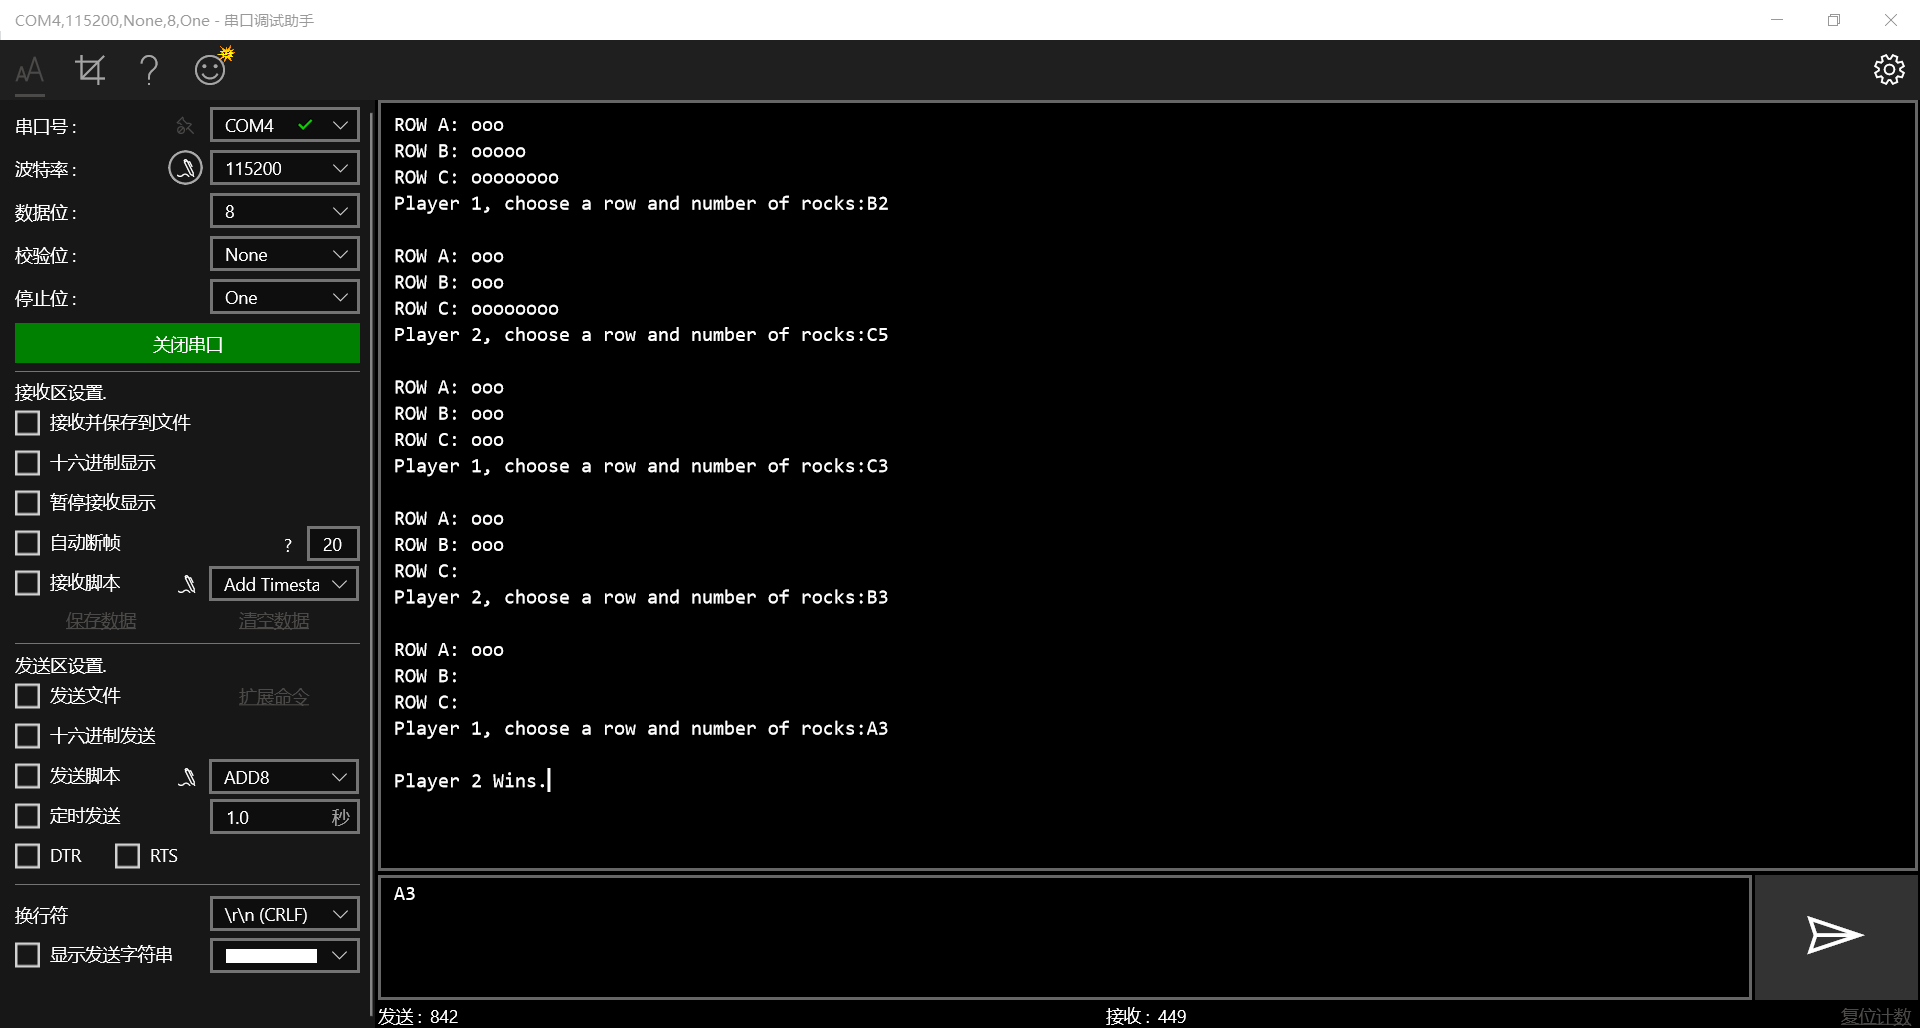 COM4,115200,None,8,One - 串口调试助手
串口号 :
COM4
波特率 :
115200
数据位 :
8
校验位 :
None
停止位 :
One
关闭串口
接收区设置.
接收并保存到文件
十六进制显示
暂停接收显示
自动断帧
?
20
接收脚本
Add Timesta
保存数据
清空数据
发送区设置.
发送文件
扩展命令
十六进制发送
发送脚本
ADD8
定时发送
1.0
秒
DTR
RTS
换行符
\r\n (CRLF)
显示发送字符串
ROW A: ooo
ROW B: ooooo
ROW C: oooooooo
Player 1, choose a row and number of rocks:B2
ROW A: ooo
ROW B: ooo
ROW C: oooooooo
Player 2, choose a row and number of rocks:C5
ROW A: ooo
ROW B: ooo
ROW C: ooo
Player 1, choose a row and number of rocks:C3
ROW A: ooo
ROW B: ooo
ROW C:
Player 2, choose a row and number of rocks:B3
ROW A: ooo
ROW B:
ROW C:
Player 1, choose a row and number of rocks:A3
Player 2 Wins.
A3
发送 : 842
接收 : 449
复位计数